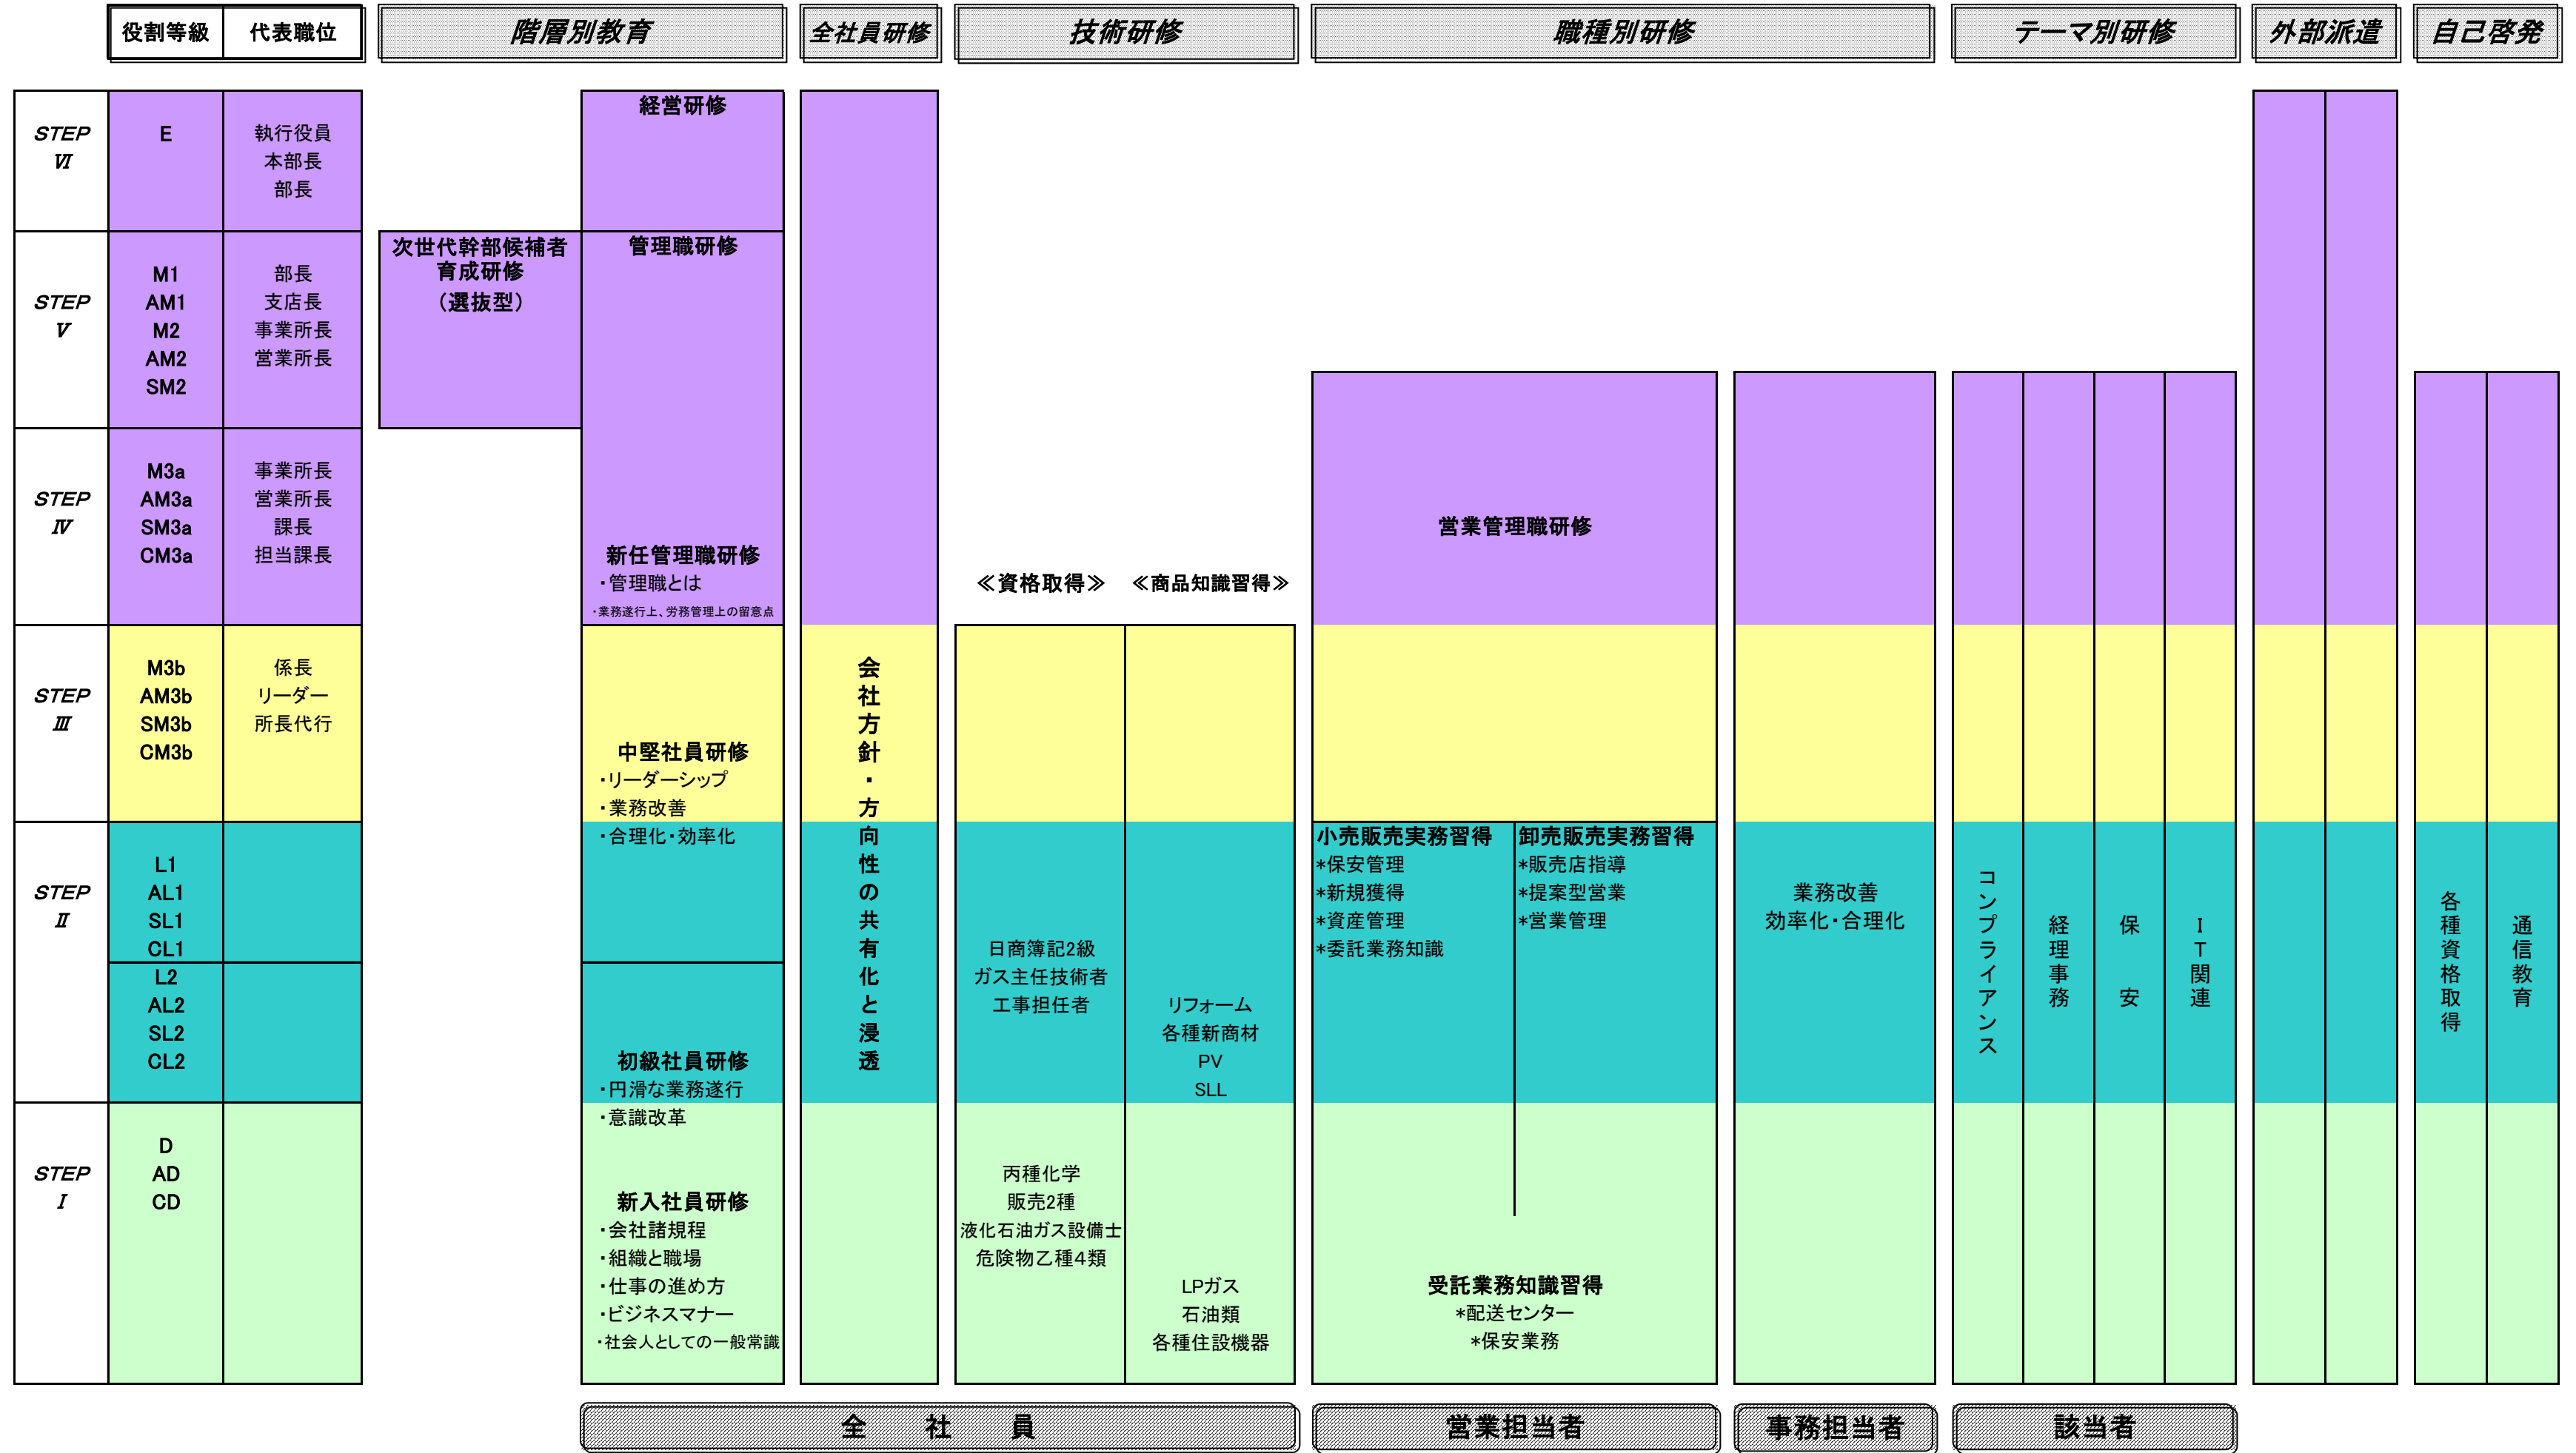 役割等級 代表職位 階層別教育 全社員研修 技術研修 職種別研修 テーマ別研修 外部派遣 自己啓発
STEP
Ⅵ
E
執行役員
本部長
部長
経営研修
STEP
Ⅴ
M1
AM1
M2
AM2
SM2
部長
支店長
事業所長
営業所長
次世代幹部候補者
育成研修
（選抜型）
管理職研修
STEP
Ⅳ
M3a
AM3a
SM3a
CM3a
事業所長
営業所長
課長
担当課長
新任管理職研修
・管理職とは
・業務遂行上、労務管理上の留意点
STEP
Ⅲ
M3b
AM3b
SM3b
CM3b
係長
リーダー
所長代行
中堅社員研修
・リーダーシップ
・業務改善
・合理化・効率化
STEP
Ⅱ
L1
AL1
SL1
CL1
L2
AL2
SL2
CL2
初級社員研修
・円滑な業務遂行
・意識改革
STEP
Ⅰ
D
AD
CD
新入社員研修
・会社諸規程
・組織と職場
・仕事の進め方
・ビジネスマナー
・社会人としての一般常識
会社方針・方向性の共有化と浸透
≪資格取得≫
日商簿記2級
ガス主任技術者
工事担任者
丙種化学
販売2種
液化石油ガス設備士
危険物乙種4類
≪商品知識習得≫
リフォーム
各種新商材
PV
SLL
LPガス
石油類
各種住設機器
営業管理職研修
小売販売実務習得
*保安管理
*新規獲得
*資産管理
*委託業務知識
卸売販売実務習得
*販売店指導
*提案型営業
*営業管理
受託業務知識習得
*配送センター
*保安業務
業務改善
効率化・合理化
コンプライアンス
経理事務
保　安
IT関連
各種資格取得
通信教育
全　社　員
営業担当者
事務担当者
該当者